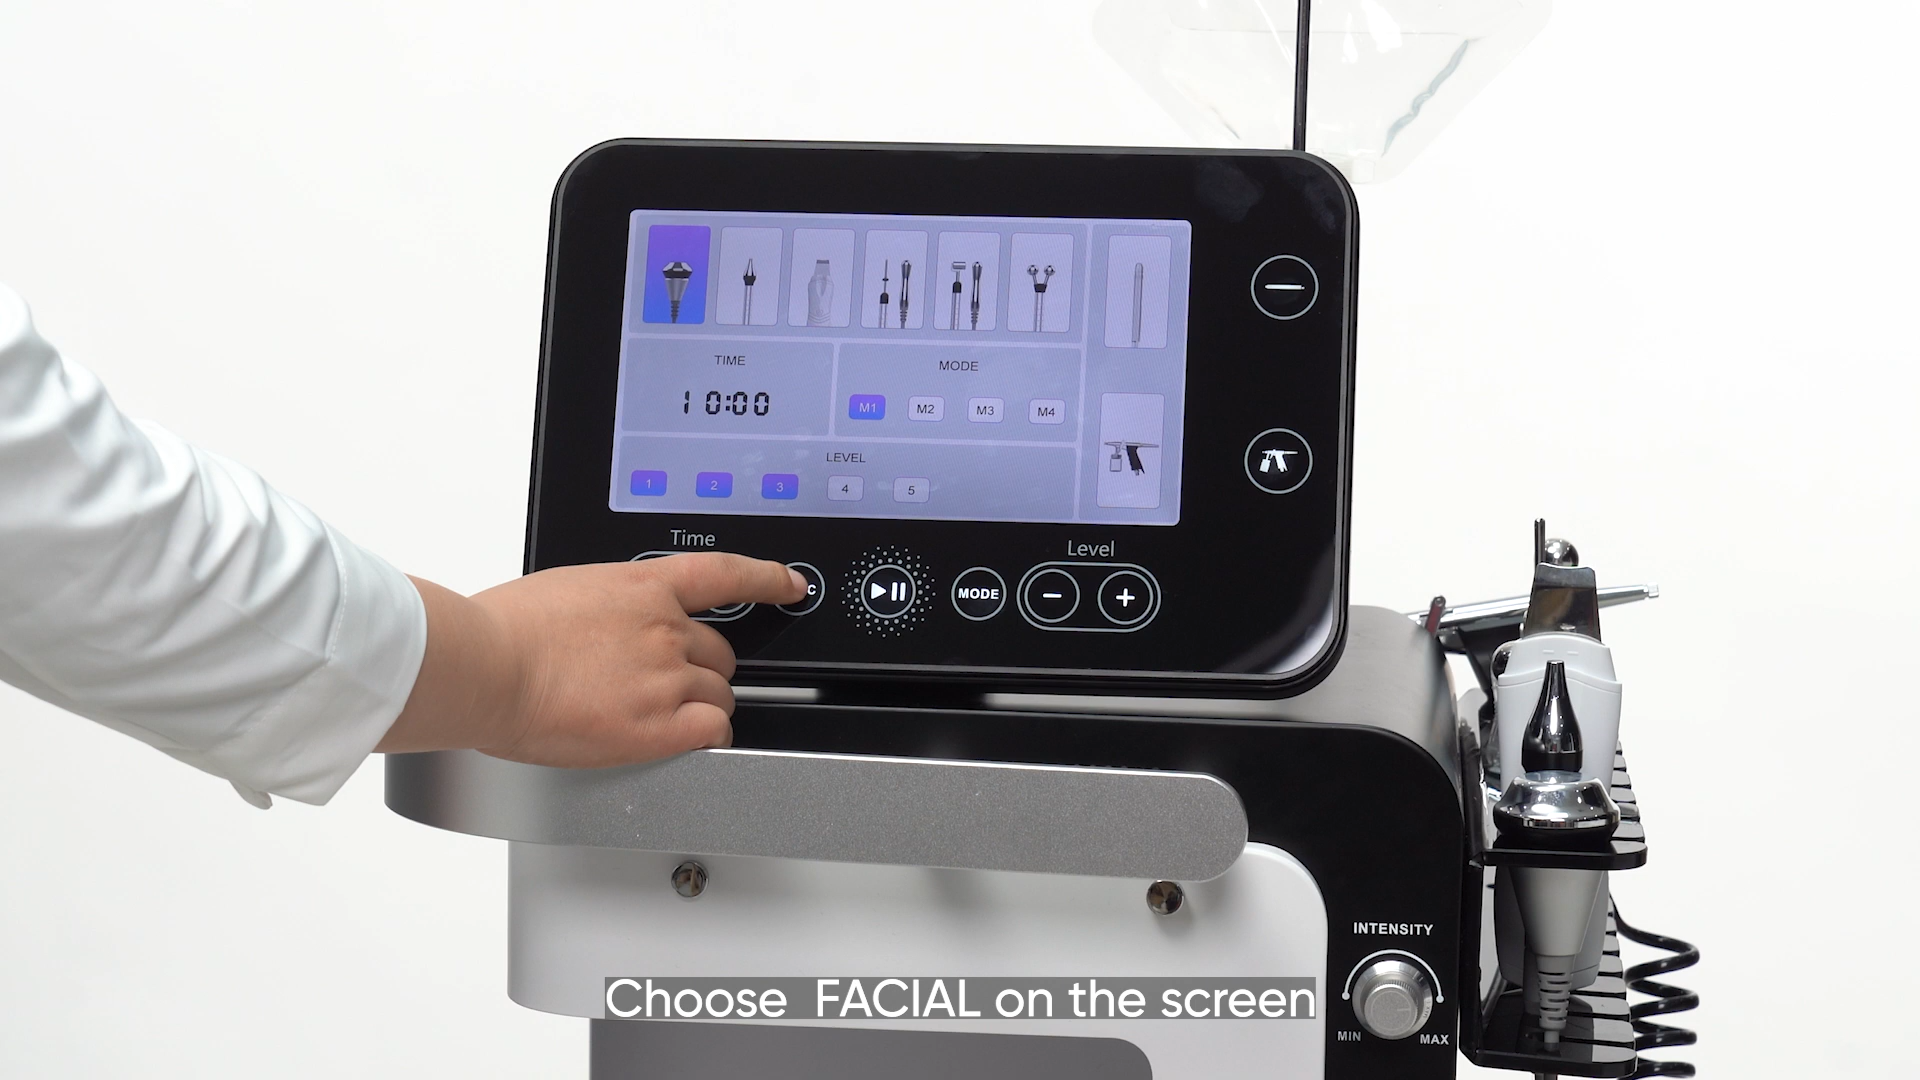 TIME
10:00
MODE
M1 M2 M3 M4
LEVEL
1 2 3 4 5
Time
Level
C
MODE
− +
INTENSITY
MIN MAX
Choose FACIAL on the screen